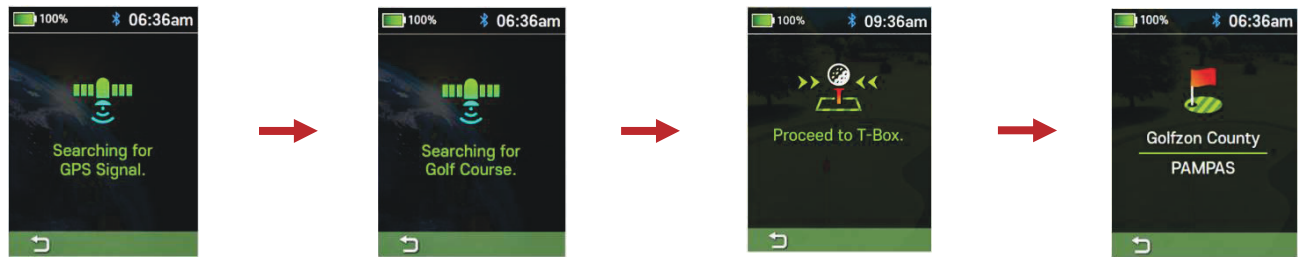 100% 06:36am
Searching for
GPS Signal.
100% 06:36am
Searching for
Golf Course.
100% 09:36am
Proceed to T-Box.
100% 06:36am
Golfzon County
PAMPAS